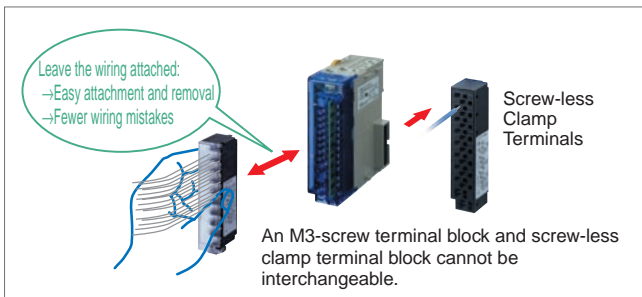 Leave the wiring attached:
→Easy attachment and removal
→Fewer wiring mistakes
Screw-less
Clamp
Terminals
An M3-screw terminal block and screw-less
clamp terminal block cannot be
interchangeable.